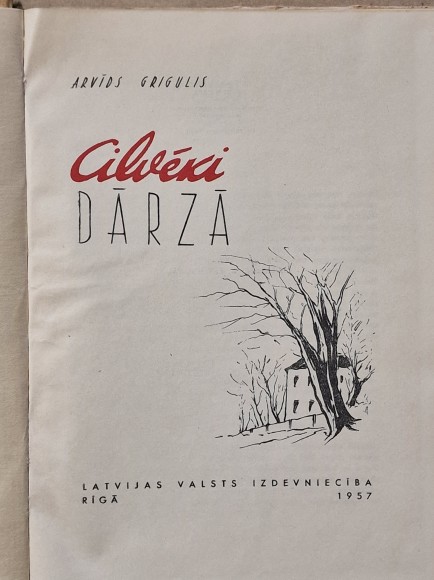 ARVĪDS GRIGULIS
Cilvēki
DĀRZĀ
LATVIJAS VALSTS IZDEVNIECĪBA
RĪGĀ 1957